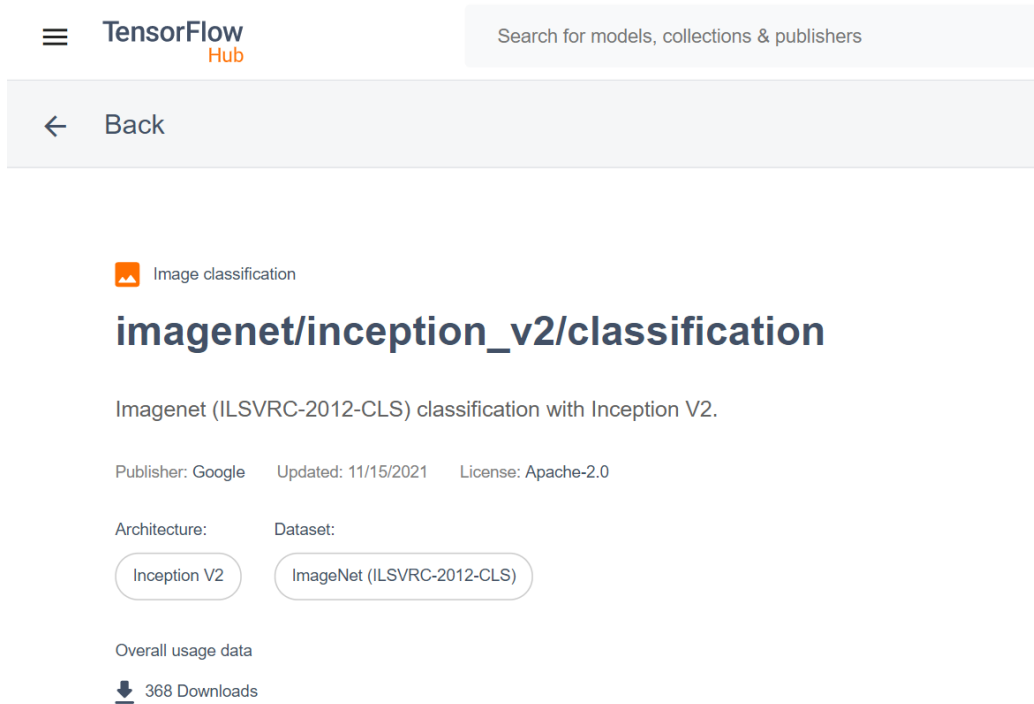 TensorFlow
Hub
Search for models, collections & publishers
Back
Image classification
imagenet/inception_v2/classification
Imagenet (ILSVRC-2012-CLS) classification with Inception V2.
Publisher: Google Updated: 11/15/2021 License: Apache-2.0
Architecture: Dataset:
Inception V2 ImageNet (ILSVRC-2012-CLS)
Overall usage data
368 Downloads